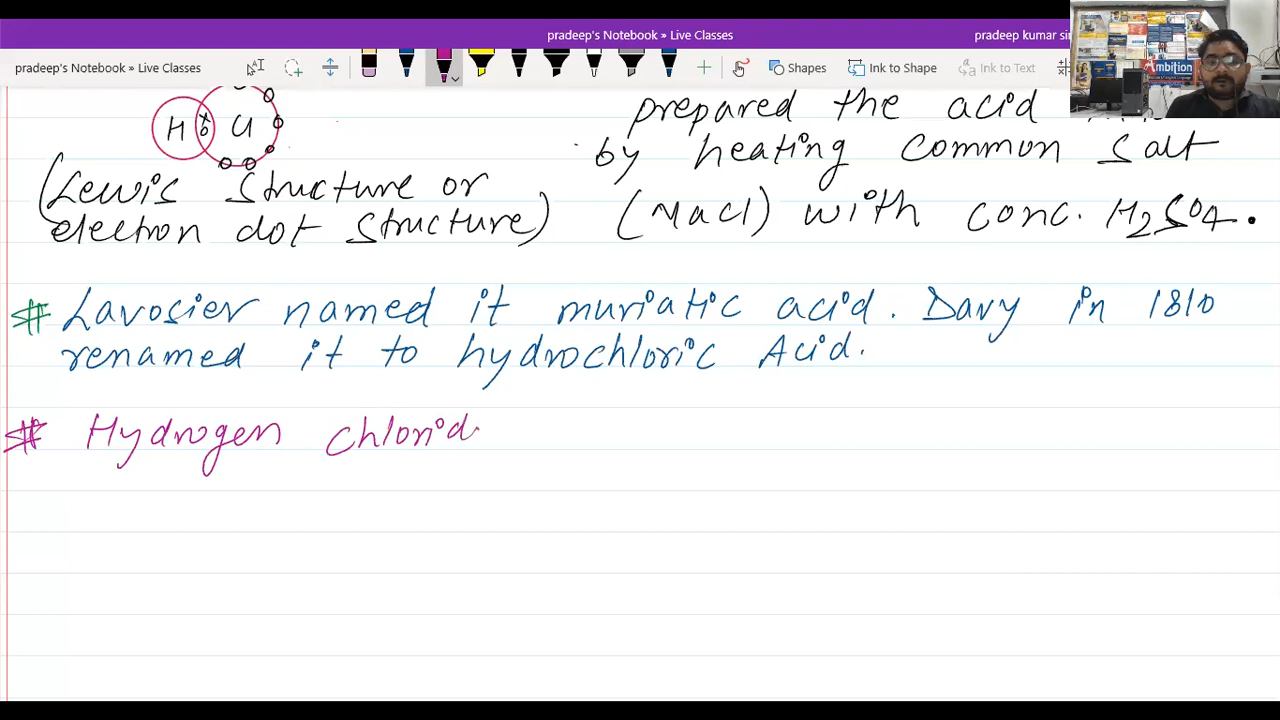 pradeep's Notebook » Live Classes
pradeep kumar sin
pradeep's Notebook » Live Classes
Shapes
Ink to Shape
Ink to Text
Ambition
H Cl
prepared the acid
by heating common salt
(Lewis structure or
electron dot structure)
(NaCl) with conc. H2SO4.
# Lavosier named it muriatic acid. Davy in 1810
renamed it to hydrochloric Acid.
# Hydrogen chlorid